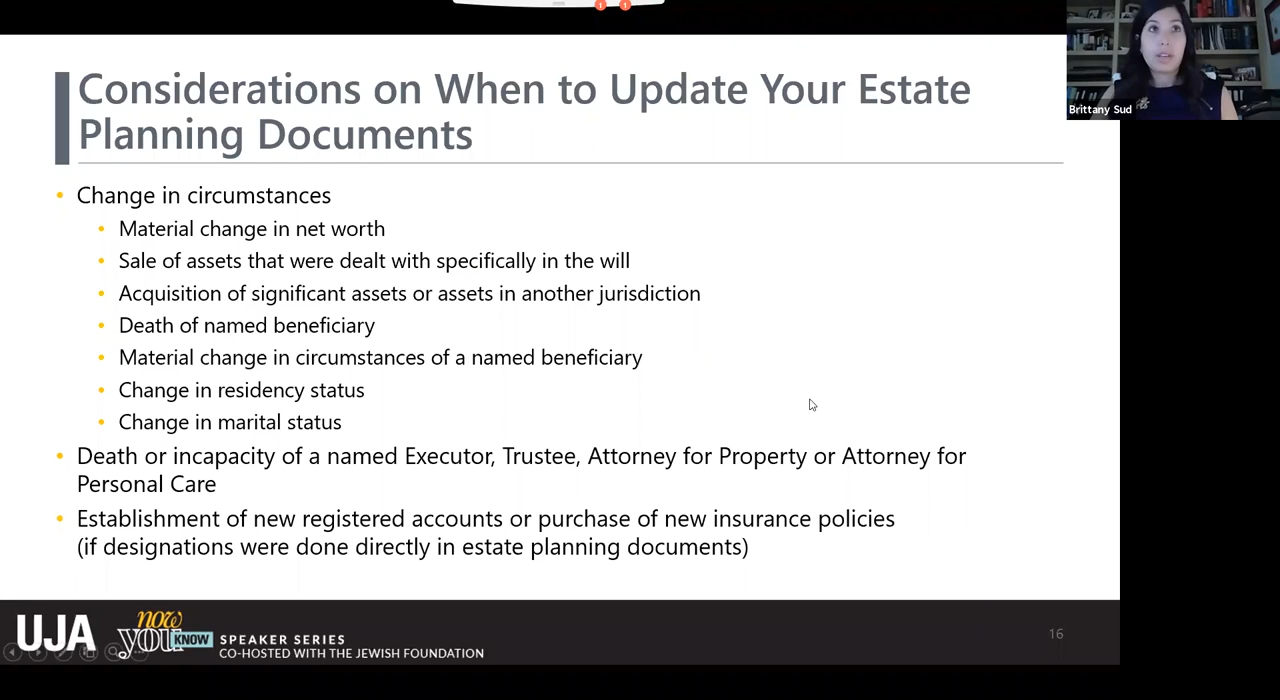 1 1
Brittany Sud
Considerations on When to Update Your Estate
Planning Documents
• Change in circumstances
• Material change in net worth
• Sale of assets that were dealt with specifically in the will
• Acquisition of significant assets or assets in another jurisdiction
• Death of named beneficiary
• Material change in circumstances of a named beneficiary
• Change in residency status
• Change in marital status
• Death or incapacity of a named Executor, Trustee, Attorney for Property or Attorney for
Personal Care
• Establishment of new registered accounts or purchase of new insurance policies
(if designations were done directly in estate planning documents)
UJA
now
you KNOW
SPEAKER SERIES
CO-HOSTED WITH THE JEWISH FOUNDATION
16